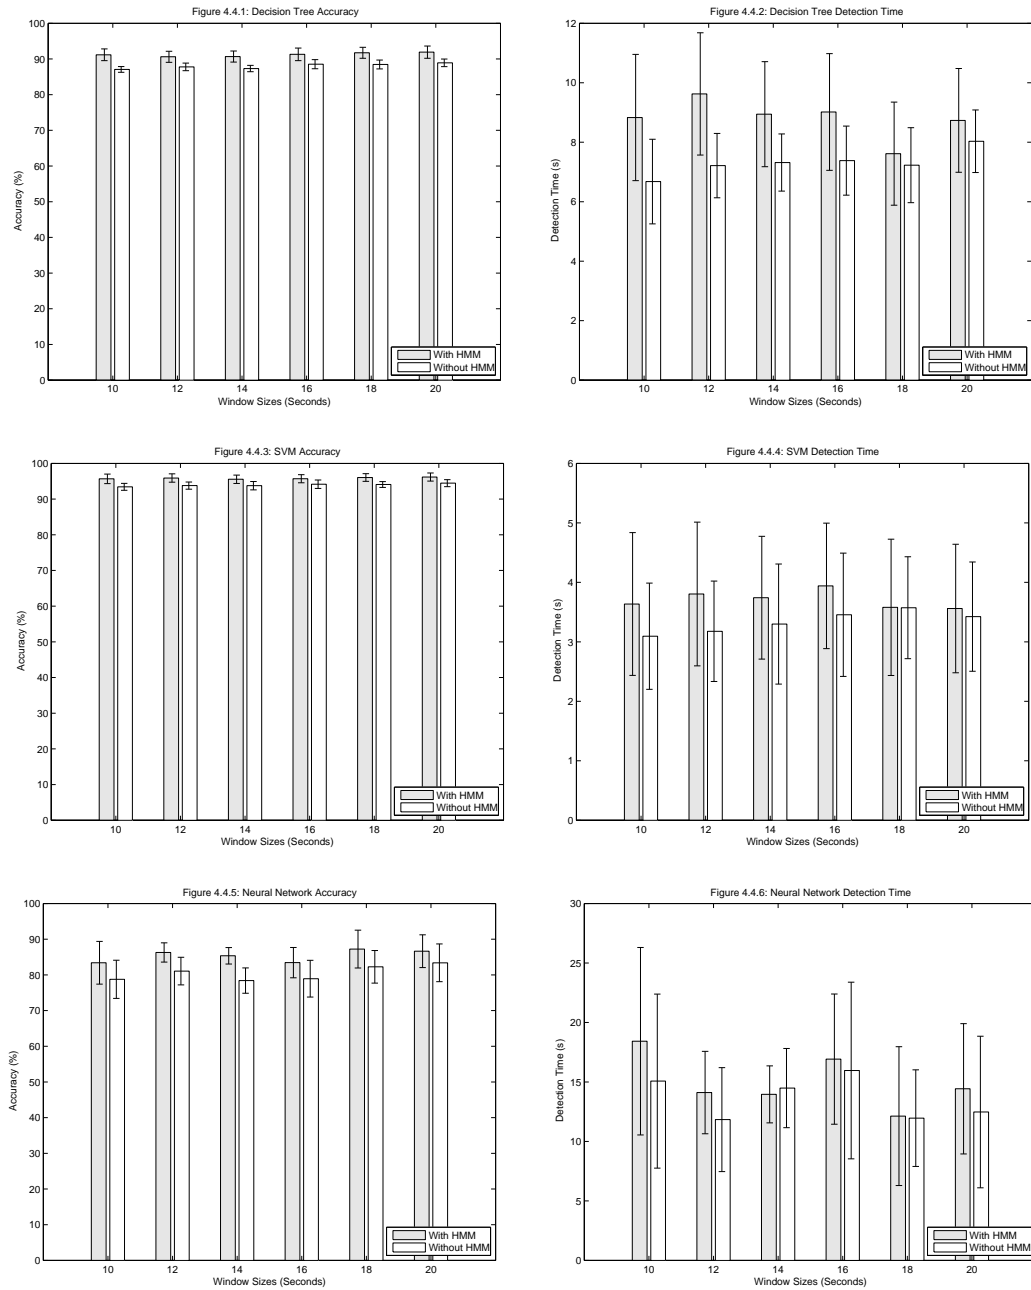 Figure 4.4.1: Decision Tree Accuracy
100
90
80
70
60
50
40
30
20
10
0
Accuracy (%)
With HMM
Without HMM
10 12 14 16 18 20
Window Sizes (Seconds)
Figure 4.4.2: Decision Tree Detection Time
12
10
8
6
4
2
0
Detection Time (s)
With HMM
Without HMM
10 12 14 16 18 20
Window Sizes (Seconds)
Figure 4.4.3: SVM Accuracy
100
90
80
70
60
50
40
30
20
10
0
Accuracy (%)
With HMM
Without HMM
10 12 14 16 18 20
Window Sizes (Seconds)
Figure 4.4.4: SVM Detection Time
6
5
4
3
2
1
0
Detection Time (s)
With HMM
Without HMM
10 12 14 16 18 20
Window Sizes (Seconds)
Figure 4.4.5: Neural Network Accuracy
100
90
80
70
60
50
40
30
20
10
0
Accuracy (%)
With HMM
Without HMM
10 12 14 16 18 20
Window Sizes (Seconds)
Figure 4.4.6: Neural Network Detection Time
30
25
20
15
10
5
0
Detection Time (s)
With HMM
Without HMM
10 12 14 16 18 20
Window Sizes (Seconds)